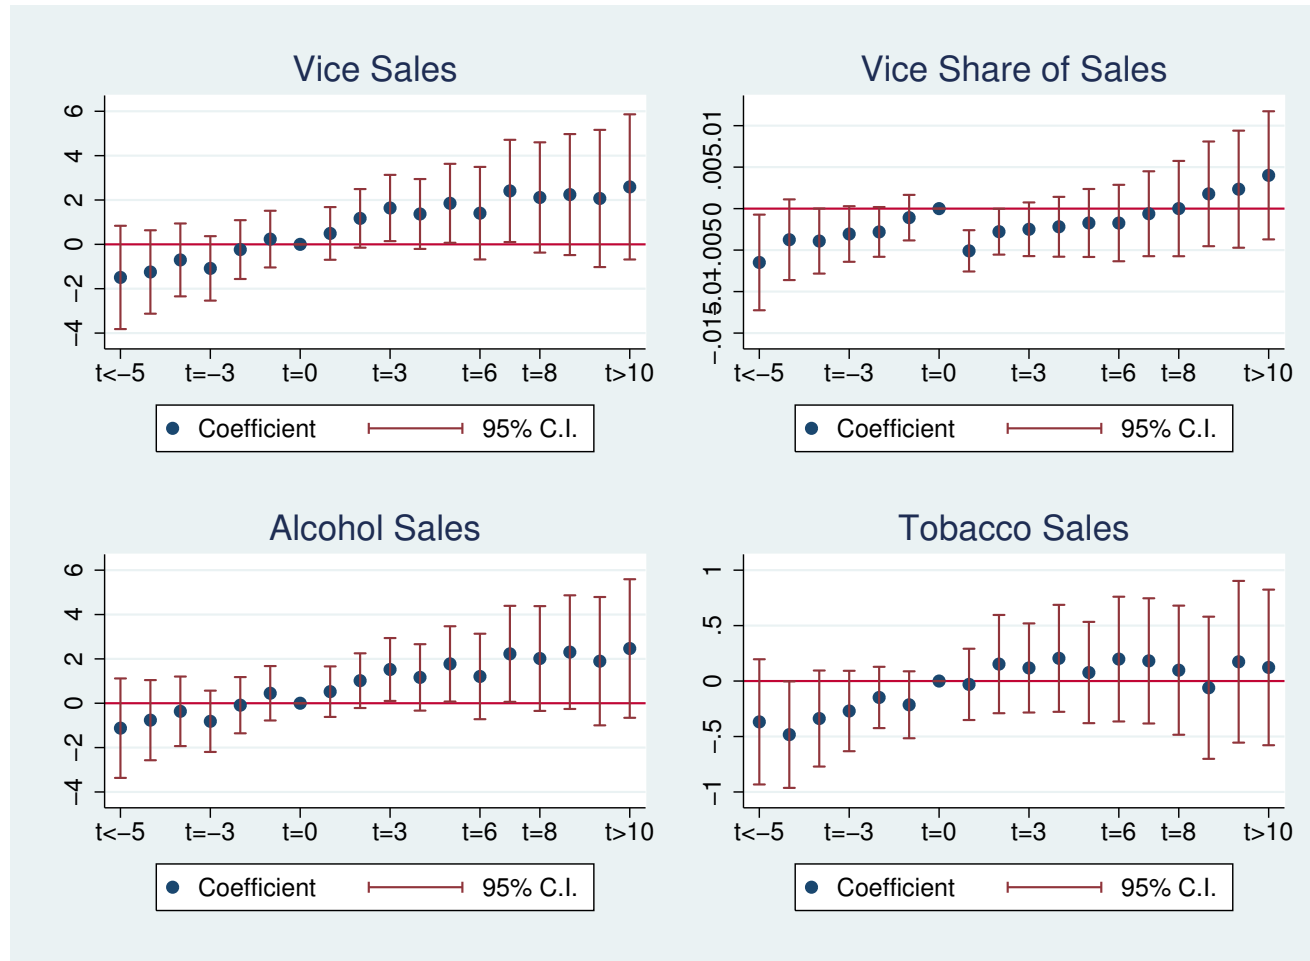 Vice Sales
6
4
2
0
−2
−4
t<−5 t=−3 t=0 t=3 t=6 t=8 t>10
Coefficient 95% C.I.
Vice Share of Sales
.01
.005
0
−.005
−.01
−.015
t<−5 t=−3 t=0 t=3 t=6 t=8 t>10
Coefficient 95% C.I.
Alcohol Sales
6
4
2
0
−2
−4
t<−5 t=−3 t=0 t=3 t=6 t=8 t>10
Coefficient 95% C.I.
Tobacco Sales
1
.5
0
−.5
−1
t<−5 t=−3 t=0 t=3 t=6 t=8 t>10
Coefficient 95% C.I.